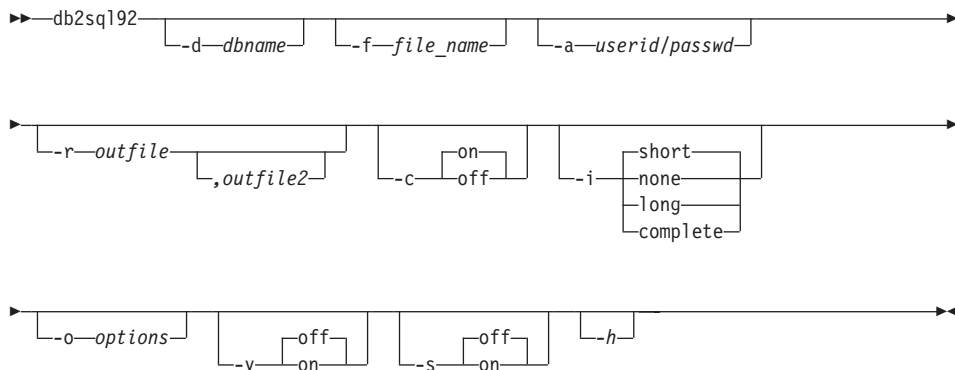 db2sql92
-d dbname -f file_name -a userid/passwd
-r outfile ,outfile2 -c on off -i short none long complete
-o options -v off on -s off on -h